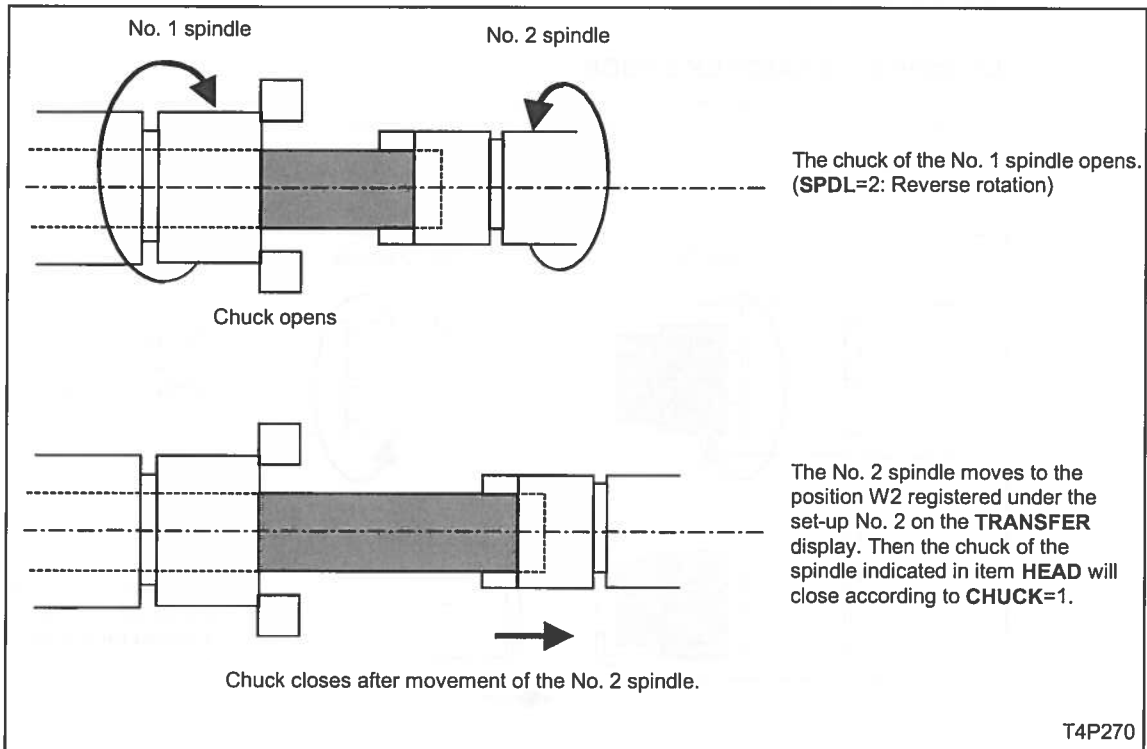 No. 1 spindle
No. 2 spindle
The chuck of the No. 1 spindle opens.
(SPDL=2: Reverse rotation)
Chuck opens
The No. 2 spindle moves to the
position W2 registered under the
set-up No. 2 on the TRANSFER
display. Then the chuck of the
spindle indicated in item HEAD will
close according to CHUCK=1.
Chuck closes after movement of the No. 2 spindle.
T4P270